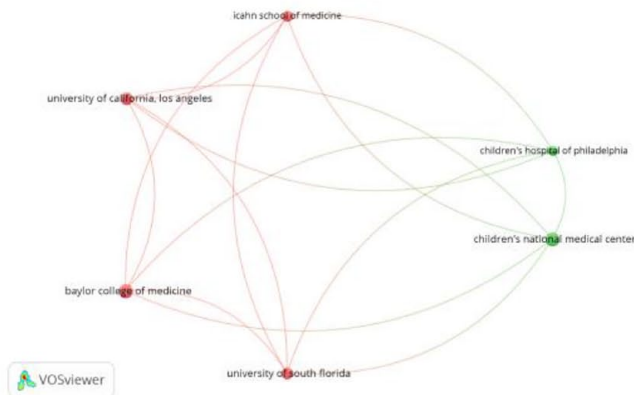 icahn school of medicine
university of california, los angeles
children's hospital of philadelphia
children's national medical center
baylor college of medicine
university of south florida
VOSviewer